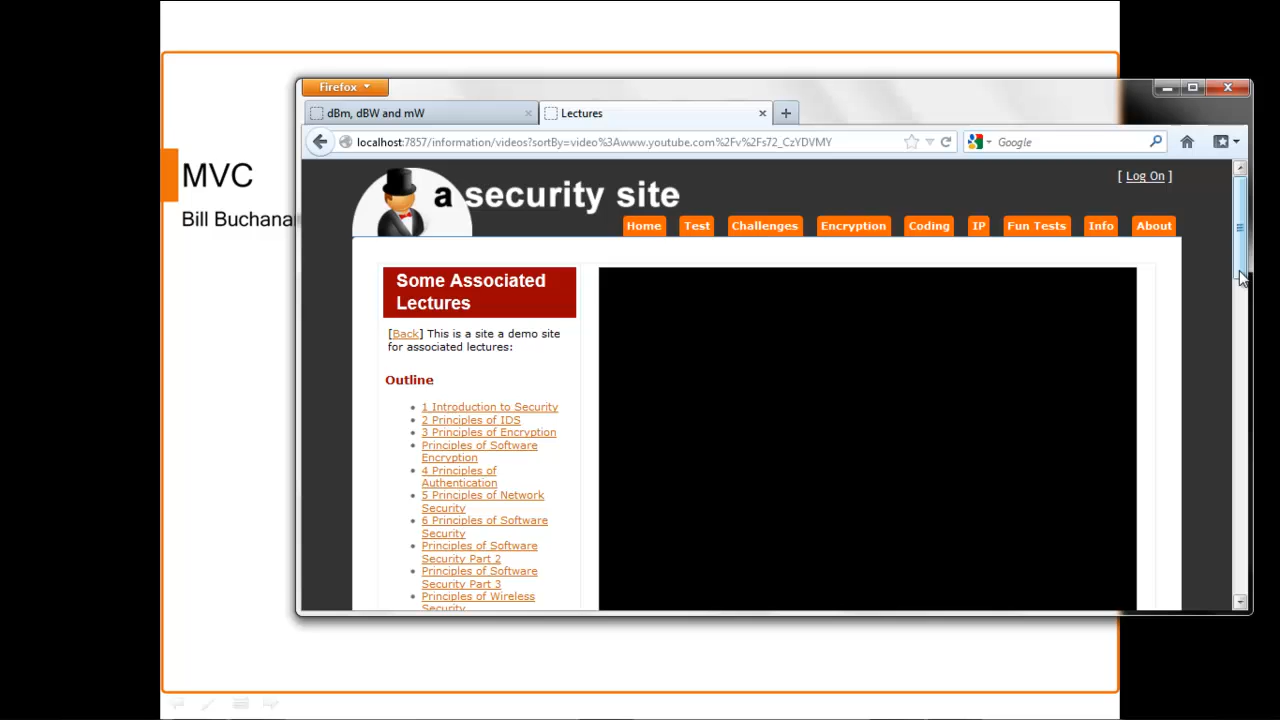 MVC
Bill Buchana
Firefox
dBm, dBW and mW
Lectures
localhost:7857/information/videos?sortBy=video%3Awww.youtube.com%2Fv%2Fs72_CzYDVMY
Google
[ Log On ]
a security site
Home Test Challenges Encryption Coding IP Fun Tests Info About
Some Associated
Lectures
[Back] This is a site a demo site
for associated lectures:
Outline
1 Introduction to Security
2 Principles of IDS
3 Principles of Encryption
Principles of Software
Encryption
4 Principles of
Authentication
5 Principles of Network
Security
6 Principles of Software
Security
Principles of Software
Security Part 2
Principles of Software
Security Part 3
Principles of Wireless
Security